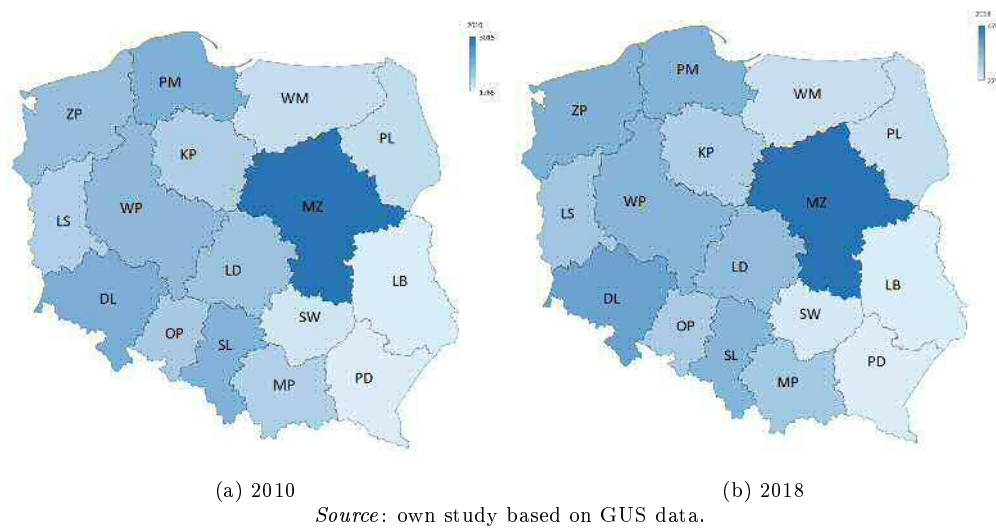 2010
2018
PM
WM
ZP
PL
KP
MZ
WP
LS
LD
LB
DL
SW
OP
SL
MP
PD
PM
WM
ZP
PL
KP
MZ
WP
LS
LD
LB
DL
SW
OP
SL
MP
PD
(a) 2010
(b) 2018
Source: own study based on GUS data.